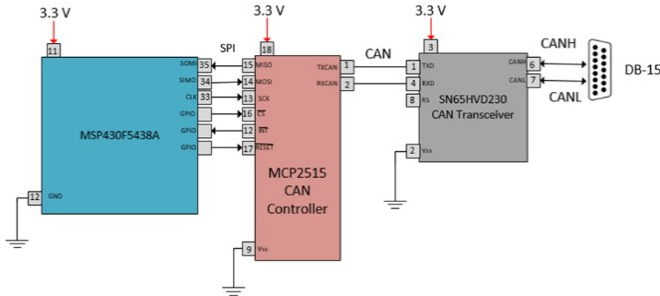 3.3 V
3.3 V
3.3 V
11
SOMI 35
SIMO 34
CLK 33
GPIO
GPIO
GPIO
MSP430F5438A
12 GND
SPI
18
15 MISO
14 MOSI
13 SCK
16 CS
12 INT
17 RESET
TXCAN 1
RXCAN 2
MCP2515
CAN
Controller
9 Vss
CAN
3
1 TXD
4 RXD
8 RS
CANH 6
CANL 7
SN65HVD230
CAN Transceiver
2 Vss
CANH
CANL
DB-15